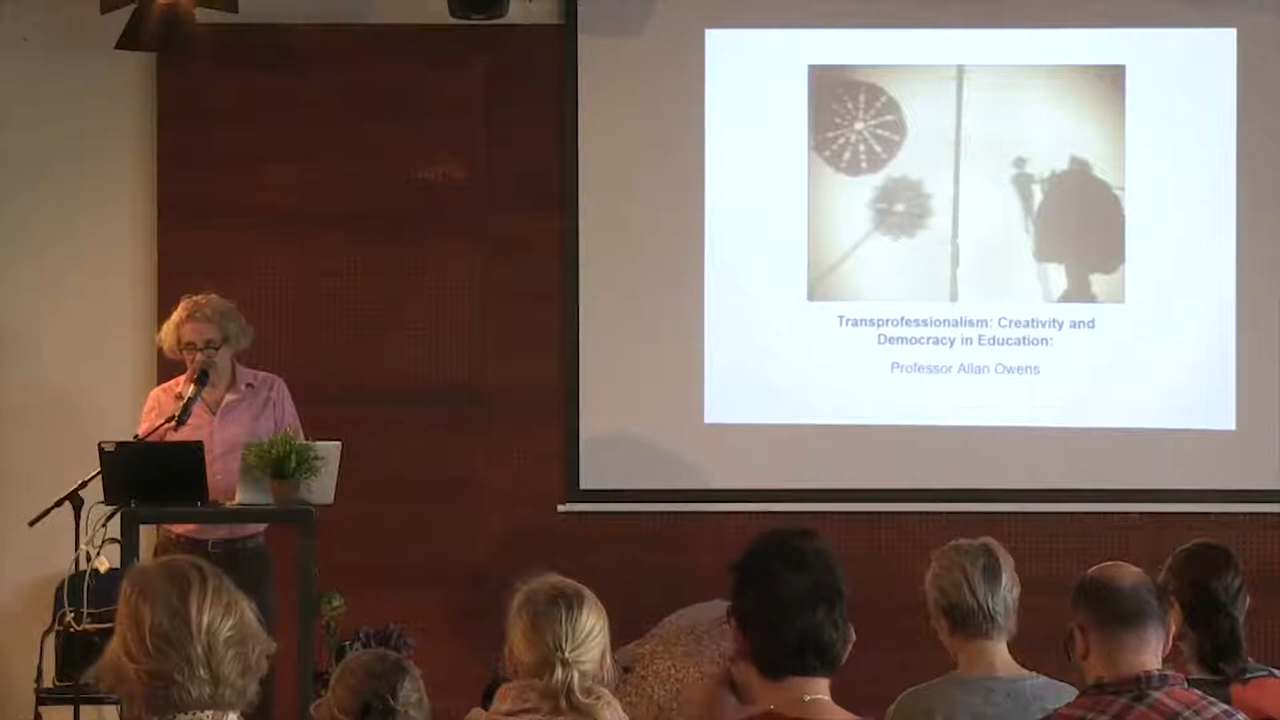 Transprofessionalism: Creativity and
Democracy in Education:
Professor Allan Owens